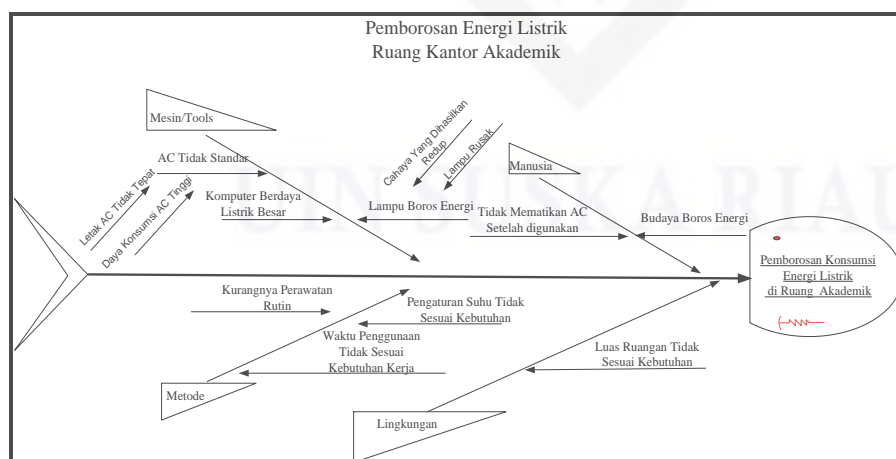 Pemborosan Energi Listrik
Ruang Kantor Akademik
Mesin/Tools
AC Tidak Standar
Letak AC Tidak Tepat
Daya Konsumsi AC Tinggi
Komputer Berdaya
Listrik Besar
Cahaya Yang Dihasilkan
Redup
Lampu Rusak
Lampu Boros Energi
Manusia
Tidak Mematikan AC
Setelah digunakan
Budaya Boros Energi
Pemborosan Konsumsi
Energi Listrik
di Ruang Akademik
Kurangnya Perawatan
Rutin
Pengaturan Suhu Tidak
Sesuai Kebutuhan
Waktu Penggunaan
Tidak Sesuai
Kebutuhan Kerja
Metode
Luas Ruangan Tidak
Sesuai Kebutuhan
Lingkungan
UIN SUSKA RIAU